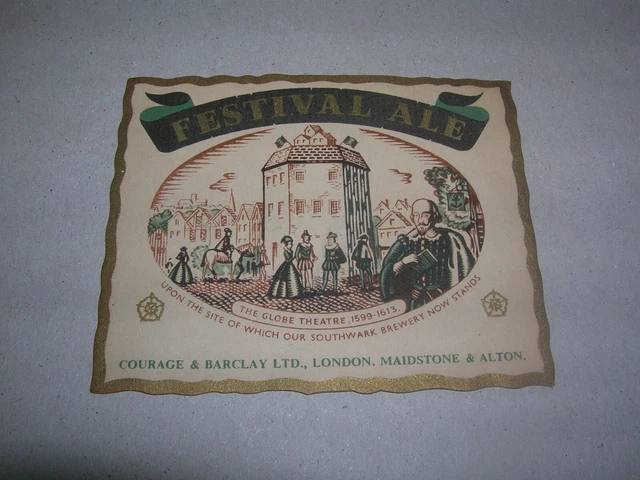 FESTIVAL ALE
THE GLOBE THEATRE. 1599-1613.
UPON THE SITE OF WHICH OUR SOUTHWARK BREWERY NOW STANDS
COURAGE & BARCLAY LTD., LONDON. MAIDSTONE & ALTON.